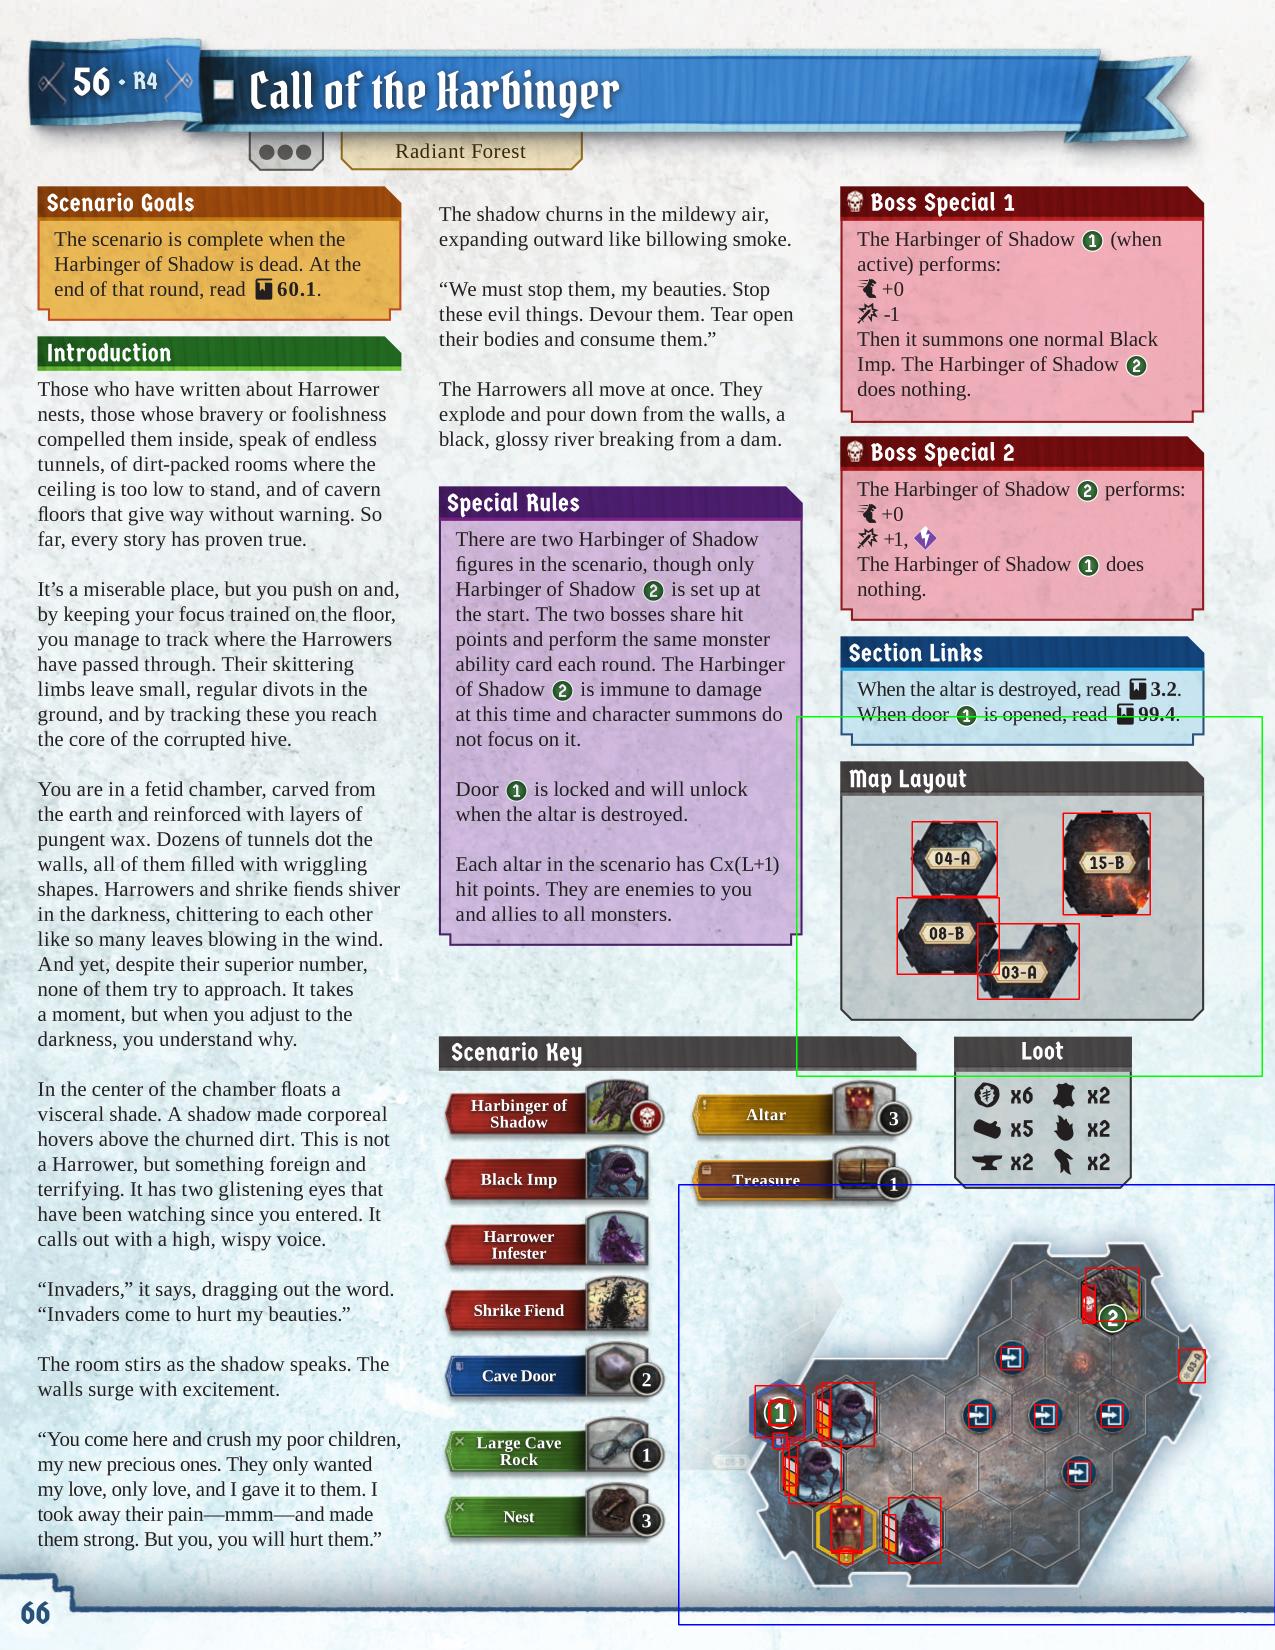 56 · R4
Call of the Harbinger
Radiant Forest
Scenario Goals
The scenario is complete when the
Harbinger of Shadow is dead. At the
end of that round, read 60.1.
Introduction
Those who have written about Harrower
nests, those whose bravery or foolishness
compelled them inside, speak of endless
tunnels, of dirt-packed rooms where the
ceiling is too low to stand, and of cavern
floors that give way without warning. So
far, every story has proven true.
It’s a miserable place, but you push on and,
by keeping your focus trained on the floor,
you manage to track where the Harrowers
have passed through. Their skittering
limbs leave small, regular divots in the
ground, and by tracking these you reach
the core of the corrupted hive.
You are in a fetid chamber, carved from
the earth and reinforced with layers of
pungent wax. Dozens of tunnels dot the
walls, all of them filled with wriggling
shapes. Harrowers and shrike fiends shiver
in the darkness, chittering to each other
like so many leaves blowing in the wind.
And yet, despite their superior number,
none of them try to approach. It takes
a moment, but when you adjust to the
darkness, you understand why.
In the center of the chamber floats a
visceral shade. A shadow made corporeal
hovers above the churned dirt. This is not
a Harrower, but something foreign and
terrifying. It has two glistening eyes that
have been watching since you entered. It
calls out with a high, wispy voice.
“Invaders,” it says, dragging out the word.
“Invaders come to hurt my beauties.”
The room stirs as the shadow speaks. The
walls surge with excitement.
“You come here and crush my poor children,
my new precious ones. They only wanted
my love, only love, and I gave it to them. I
took away their pain—mmm—and made
them strong. But you, you will hurt them.”
The shadow churns in the mildewy air,
expanding outward like billowing smoke.
“We must stop them, my beauties. Stop
these evil things. Devour them. Tear open
their bodies and consume them.”
The Harrowers all move at once. They
explode and pour down from the walls, a
black, glossy river breaking from a dam.
Special Rules
There are two Harbinger of Shadow
figures in the scenario, though only
Harbinger of Shadow 2 is set up at
the start. The two bosses share hit
points and perform the same monster
ability card each round. The Harbinger
of Shadow 2 is immune to damage
at this time and character summons do
not focus on it.
Door 1 is locked and will unlock
when the altar is destroyed.
Each altar in the scenario has Cx(L+1)
hit points. They are enemies to you
and allies to all monsters.
Boss Special 1
The Harbinger of Shadow 1 (when
active) performs:
+0
-1
Then it summons one normal Black
Imp. The Harbinger of Shadow 2
does nothing.
Boss Special 2
The Harbinger of Shadow 2 performs:
+0
+1,
The Harbinger of Shadow 1 does
nothing.
Section Links
When the altar is destroyed, read 3.2.
When door 1 is opened, read 99.4.
Map Layout
04-A
15-B
08-B
03-A
Scenario Key
Harbinger of
Shadow
Black Imp
Harrower
Infester
Shrike Fiend
Cave Door
2
Large Cave
Rock
1
Nest
3
Altar
3
Treasure
1
Loot
x6 x2
x5 x2
x2 x2
2
03-A
1
66